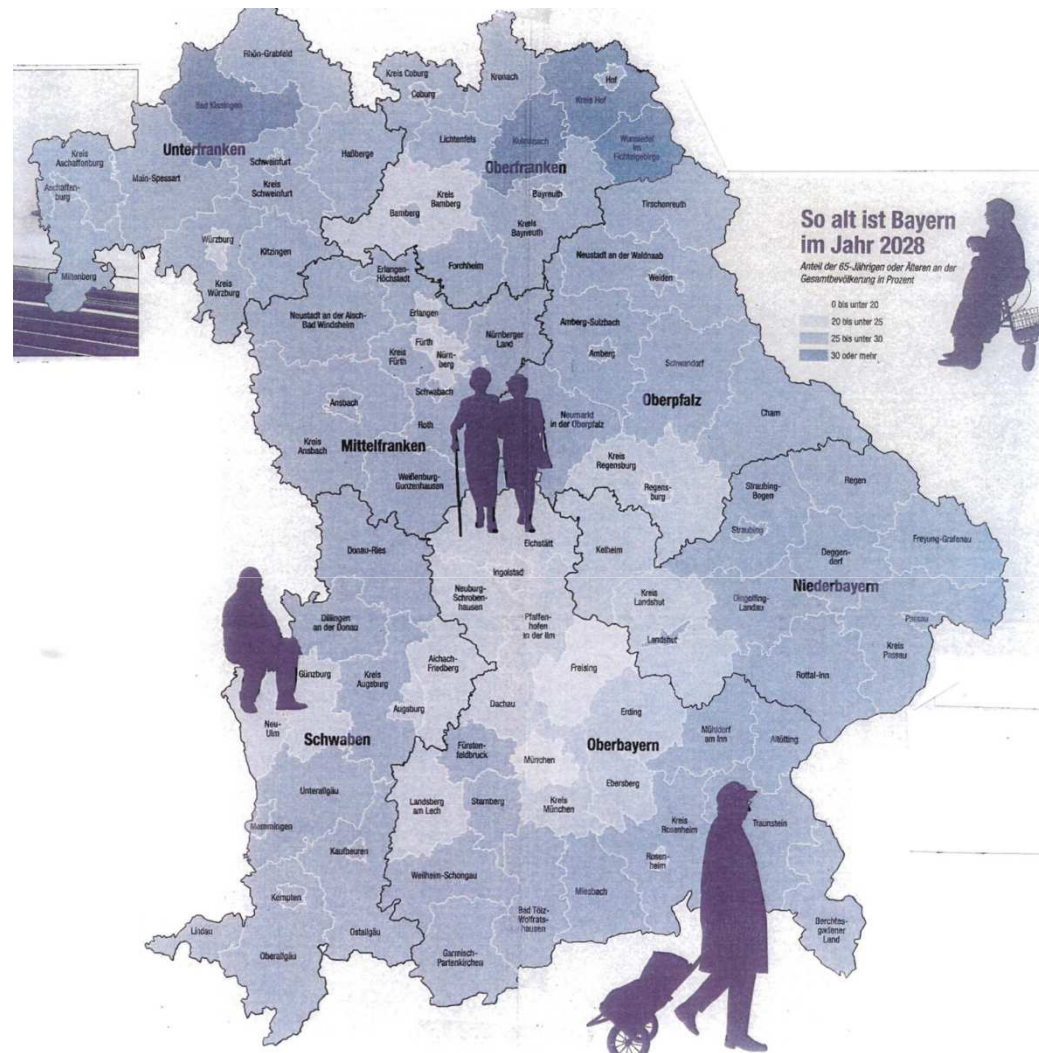 So alt ist Bayern
im Jahr 2028
Anteil der 65-Jährigen oder Älteren an der
Gesamtbevölkerung in Prozent
0 bis unter 20
20 bis unter 25
25 bis unter 30
30 oder mehr
Rhön-Grabfeld
Bad Kissingen
Unterfranken
Kreis
Aschaffenburg
Aschaffen-
burg
Main-Spessart
Schweinfurt
Kreis
Schweinfurt
Haßberge
Würzburg
Kitzingen
Kreis
Würzburg
Miltenberg
Kreis Coburg
Coburg
Kronach
Hof
Kreis Hof
Lichtenfels
Kulmbach
Wunsiedel
im
Fichtelgebirge
Oberfranken
Kreis
Bamberg
Bamberg
Bayreuth
Kreis
Bayreuth
Forchheim
Tirschenreuth
Neustadt an der Waldnaab
Weiden
Amberg-Sulzbach
Amberg
Schwandorf
Oberpfalz
Neumarkt
in der Oberpfalz
Cham
Kreis
Regensburg
Regens-
burg
Erlangen-
Höchstadt
Neustadt an der Aisch-
Bad Windsheim
Erlangen
Fürth
Nürnberger
Land
Kreis
Fürth
Nürn-
berg
Schwabach
Ansbach
Roth
Kreis
Ansbach
Mittelfranken
Weißenburg-
Gunzenhausen
Straubing-
Bogen
Regen
Straubing
Freyung-Grafenau
Deggen-
dorf
Niederbayern
Kelheim
Dingolfing-
Landau
Kreis
Landshut
Landshut
Passau
Kreis
Passau
Rottal-Inn
Donau-Ries
Dillingen
an der Donau
Günzburg
Kreis
Augsburg
Aichach-
Friedberg
Augsburg
Neu-
Ulm
Schwaben
Unterallgäu
Memmingen
Kaufbeuren
Kempten
Lindau
Oberallgäu
Ostallgäu
Eichstätt
Ingolstad
Neuburg-
Schroben-
hausen
Pfaffen-
hofen
in der Ilm
Freising
Dachau
Erding
Mühldorf
am Inn
Altötting
Fürsten-
feldbruck
Oberbayern
München
Ebersberg
Landsberg
am Lech
Starnberg
Kreis
München
Kreis
Rosenheim
Traunstein
Rosen-
heim
Weilheim-Schongau
Miesbach
Bad Tölz-
Wolfrats-
hausen
Garmisch-
Partenkirchen
Berchtes-
gadener
Land